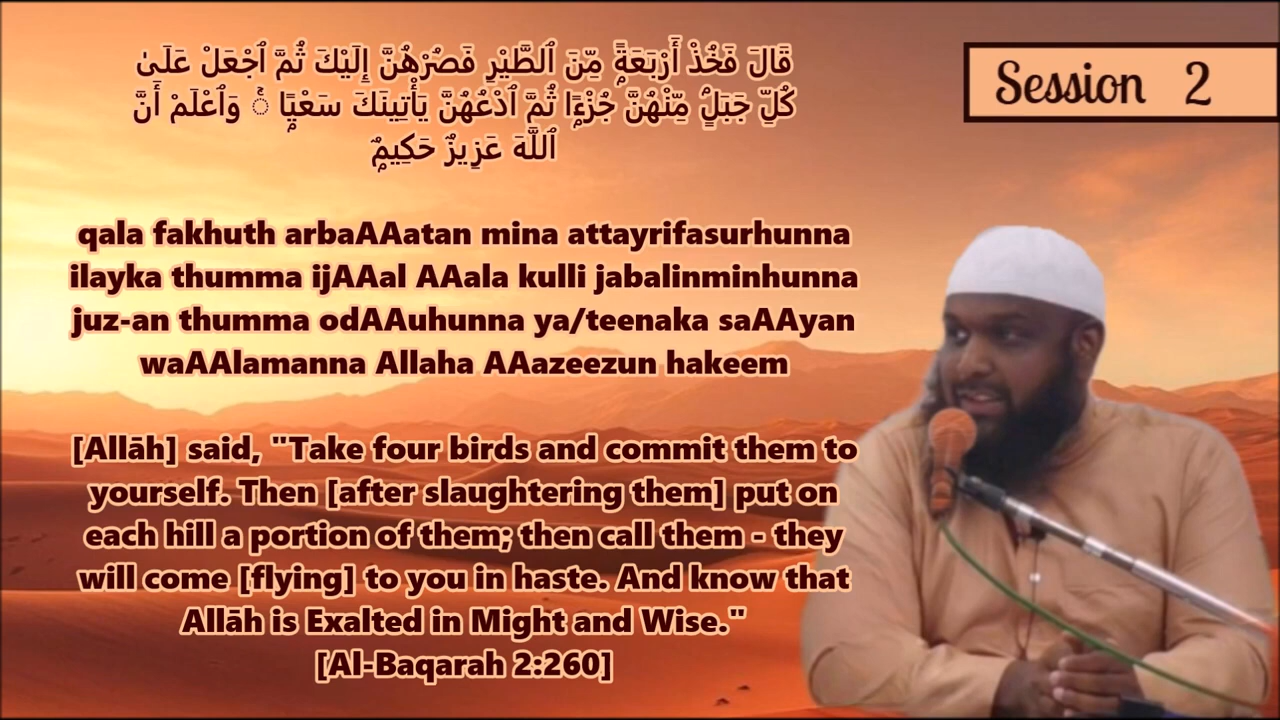 قَالَ فَخُذْ أَرْبَعَةًۭ مِّنَ ٱلطَّيْرِ فَصُرْهُنَّ إِلَيْكَ ثُمَّ ٱجْعَلْ عَلَىٰ
كُلِّ جَبَلٍۢ مِّنْهُنَّ جُزْءًۭا ثُمَّ ٱدْعُهُنَّ يَأْتِينَكَ سَعْيًۭا ۚ وَٱعْلَمْ أَنَّ
ٱللَّهَ عَزِيزٌ حَكِيمٌۭ
Session 2
qala fakhuth arbaAAatan mina attayrifasurhunna
ilayka thumma ijAAal AAala kulli jabalinminhunna
juz-an thumma odAAuhunna ya/teenaka saAAyan
waAAlamanna Allaha AAazeezun hakeem
[Allāh] said, "Take four birds and commit them to
yourself. Then [after slaughtering them] put on
each hill a portion of them; then call them - they
will come [flying] to you in haste. And know that
Allāh is Exalted in Might and Wise."
[Al-Baqarah 2:260]